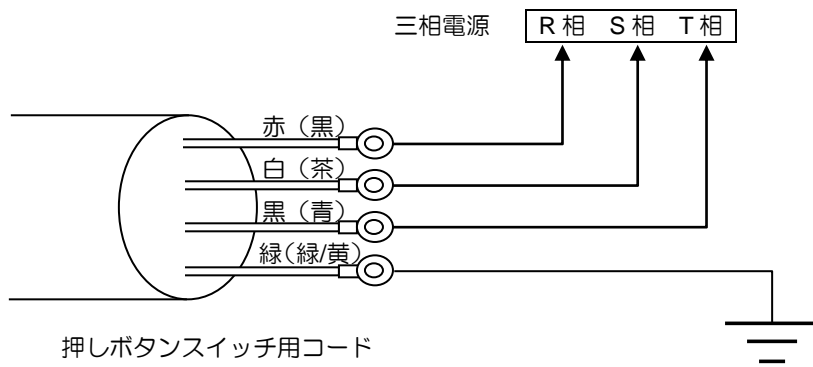 三相電源 R相 S相 T相
赤（黒）
白（茶）
黒（青）
緑(緑/黄)
押しボタンスイッチ用コード